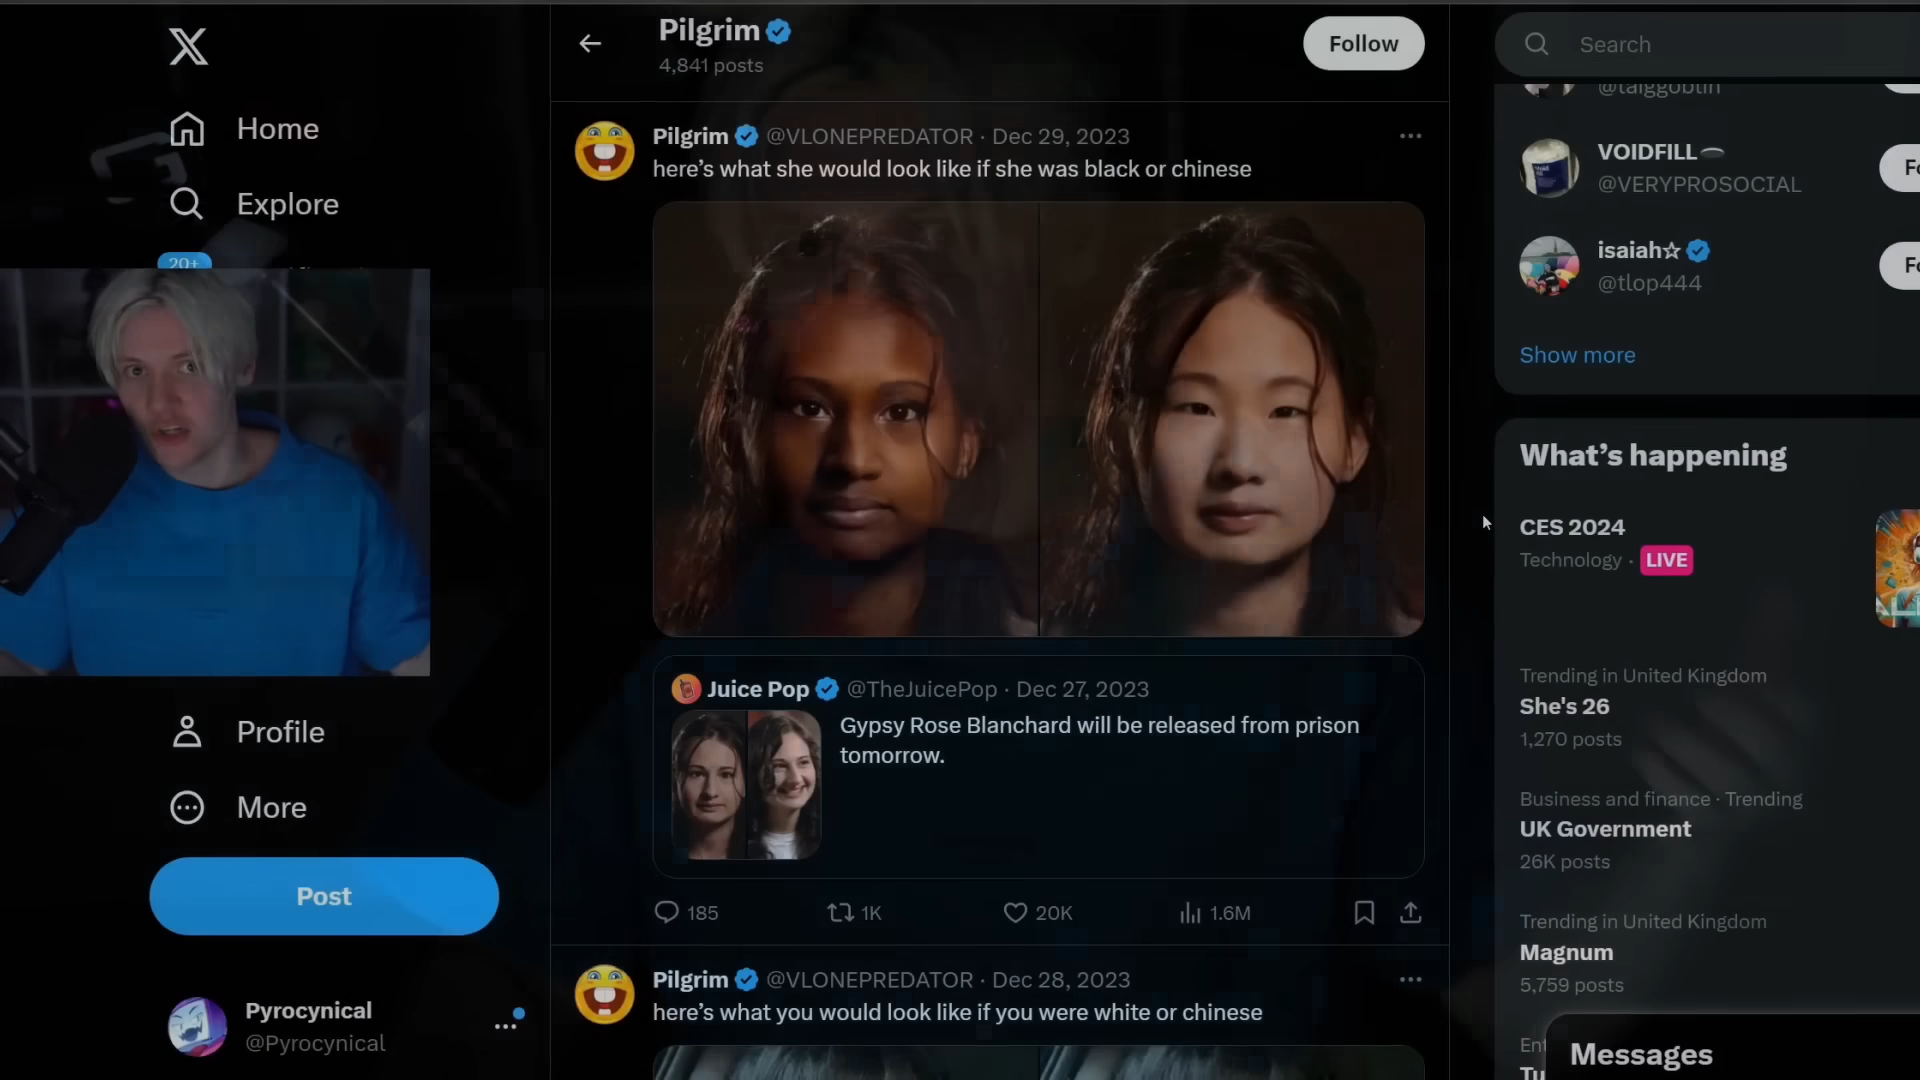 Home
Explore
20+
Profile
More
Post
Pyrocynical
@Pyrocynical
Pilgrim
4,841 posts
Follow
Pilgrim @VLONEPREDATOR · Dec 29, 2023
here’s what she would look like if she was black or chinese
Juice Pop @TheJuicePop · Dec 27, 2023
Gypsy Rose Blanchard will be released from prison
tomorrow.
185 1K 20K 1.6M
Pilgrim @VLONEPREDATOR · Dec 28, 2023
here’s what you would look like if you were white or chinese
Search
@taiggoblin
VOIDFILL
@VERYPROSOCIAL
isaiah☆
@tlop444
Show more
What’s happening
CES 2024
Technology · LIVE
Trending in United Kingdom
She's 26
1,270 posts
Business and finance · Trending
UK Government
26K posts
Trending in United Kingdom
Magnum
5,759 posts
Messages